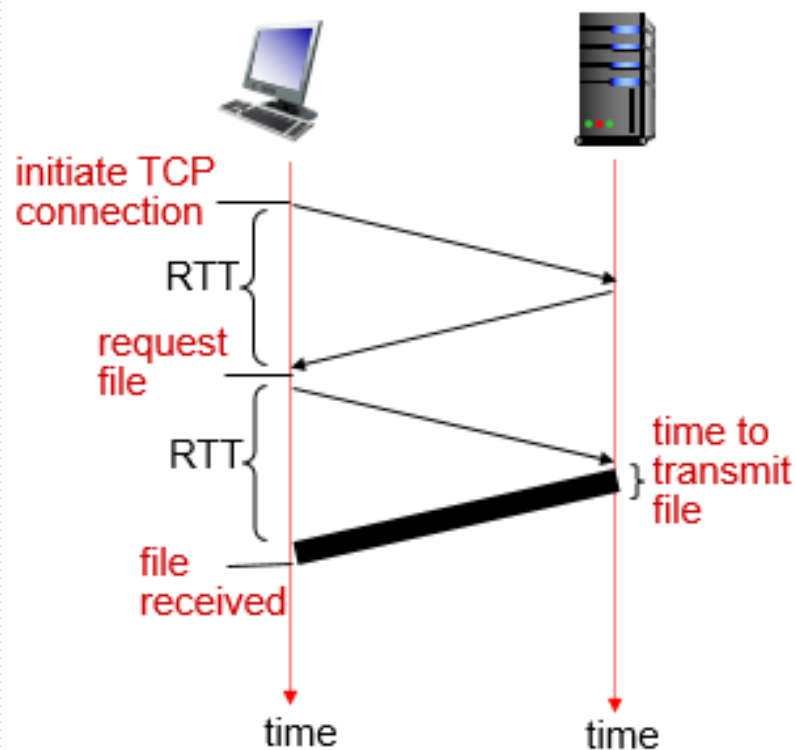 initiate TCP
connection
RTT
request
file
RTT
time to
transmit
file
file
received
time
time